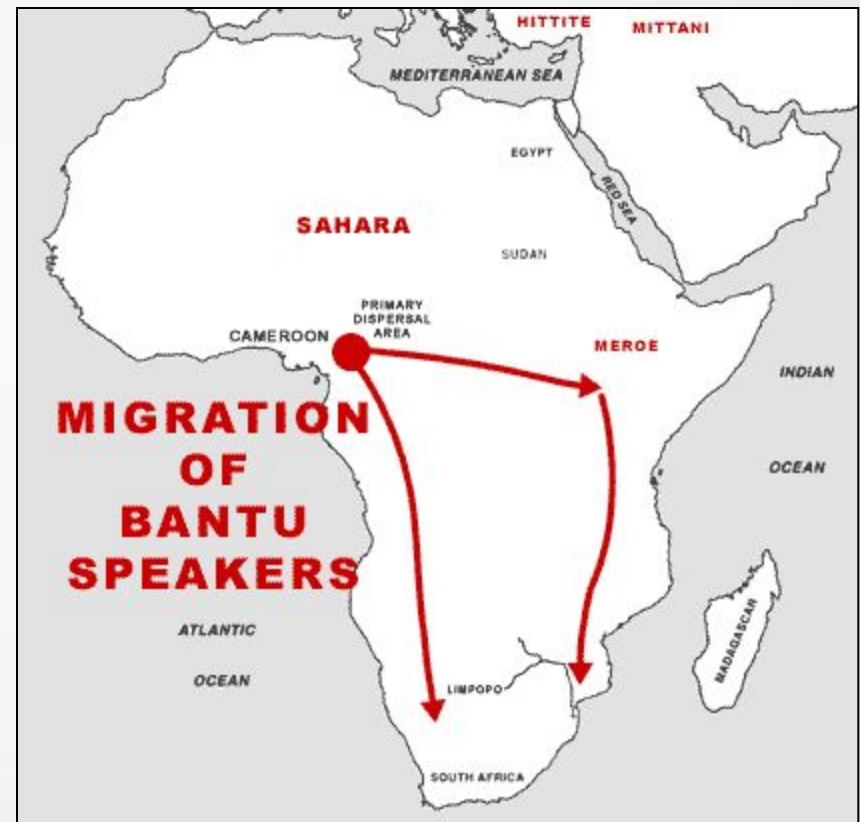 HITTITE
MITTANI
MEDITERRANEAN SEA
EGYPT
RED SEA
SAHARA
SUDAN
PRIMARY
DISPERSAL
AREA
CAMEROON
MEROE
INDIAN
OCEAN
MIGRATION
OF
BANTU
SPEAKERS
ATLANTIC
OCEAN
MADAGASCAR
LIMPOPO
SOUTH AFRICA